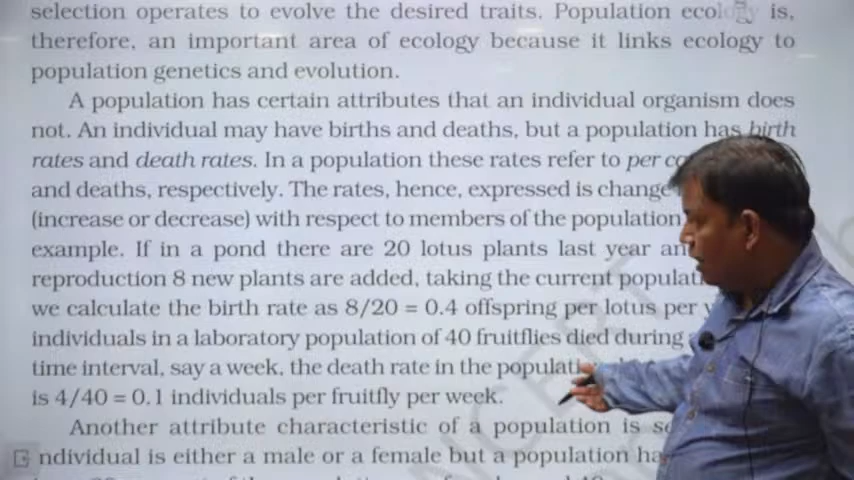 selection operates to evolve the desired traits. Population ecology is,
therefore, an important area of ecology because it links ecology to
population genetics and evolution.
A population has certain attributes that an individual organism does
not. An individual may have births and deaths, but a population has birth
rates and death rates. In a population these rates refer to per
and deaths, respectively. The rates, hence, expressed is change
(increase or decrease) with respect to members of the population
example. If in a pond there are 20 lotus plants last year
reproduction 8 new plants are added, taking the current
we calculate the birth rate as 8/20 = 0.4 offspring per lotus per
individuals in a laboratory population of 40 fruitflies died during
time interval, say a week, the death rate in the
is 4/40 = 0.1 individuals per fruitfly per week.
Another attribute characteristic of a population is
individual is either a male or a female but a population
NCERT